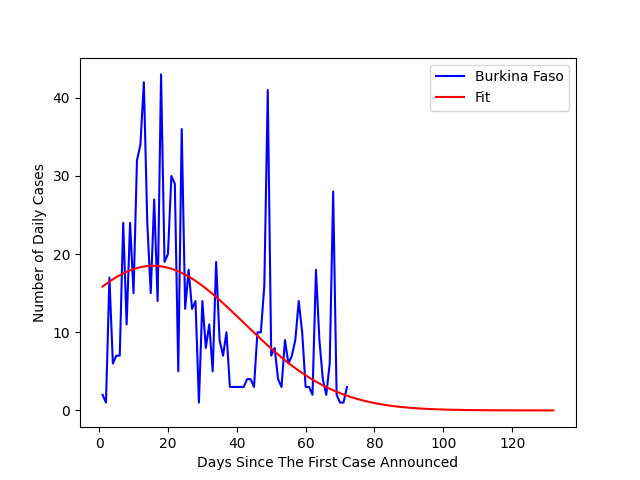 Burkina Faso
Fit
40
30
20
10
0
Number of Daily Cases
0 20 40 60 80 100 120
Days Since The First Case Announced